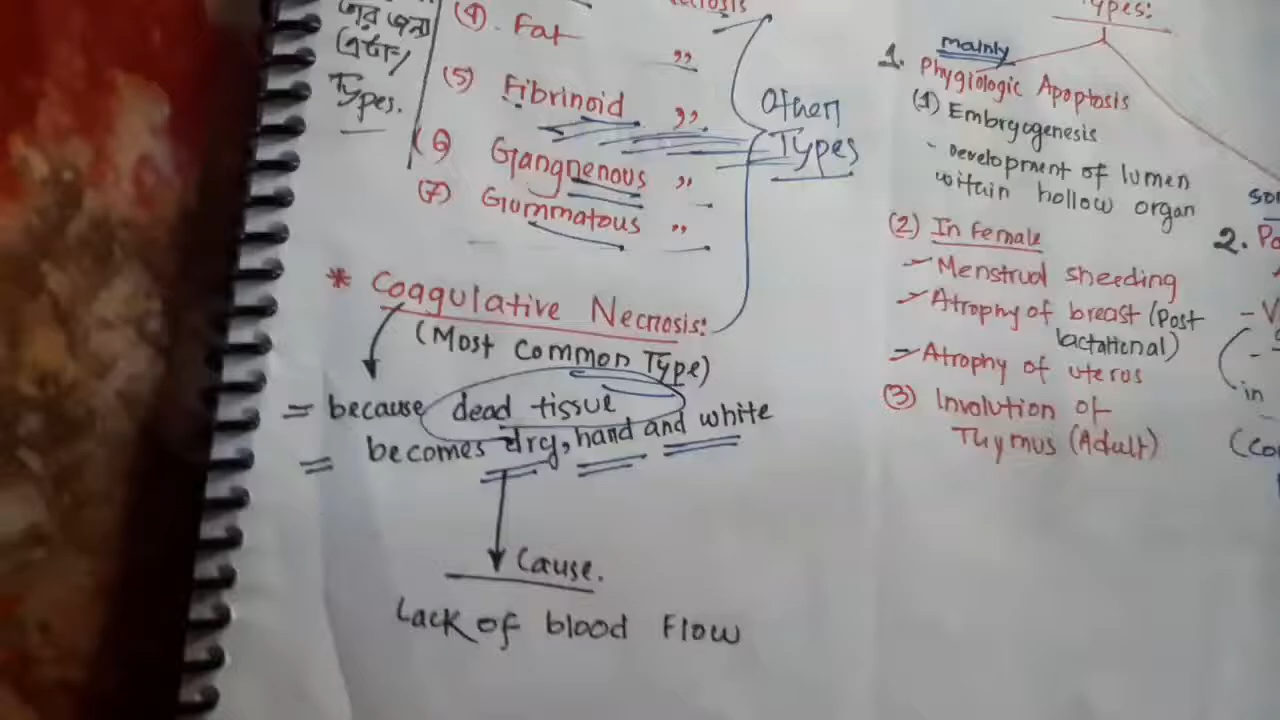 Types.
(4). Fat ,,
(5) Fibrinoid ,,
(6) Gangrenous ,,
(7) Gummatous ,,
Other
Types
* Coagulative Necrosis:
(Most common Type)
= because dead tissue
= becomes dry, hard and white
Cause.
Lack of blood Flow
Types:
mainly
1. Phygiologic Apoptosis
(1) Embryogenesis
- Development of lumen
within hollow organ
(2) In Female
- Menstrual sheeding
- Atrophy of breast (Post
lactational)
- Atrophy of uterus
(3) Involution of
Thymus (Adult)
2.
in